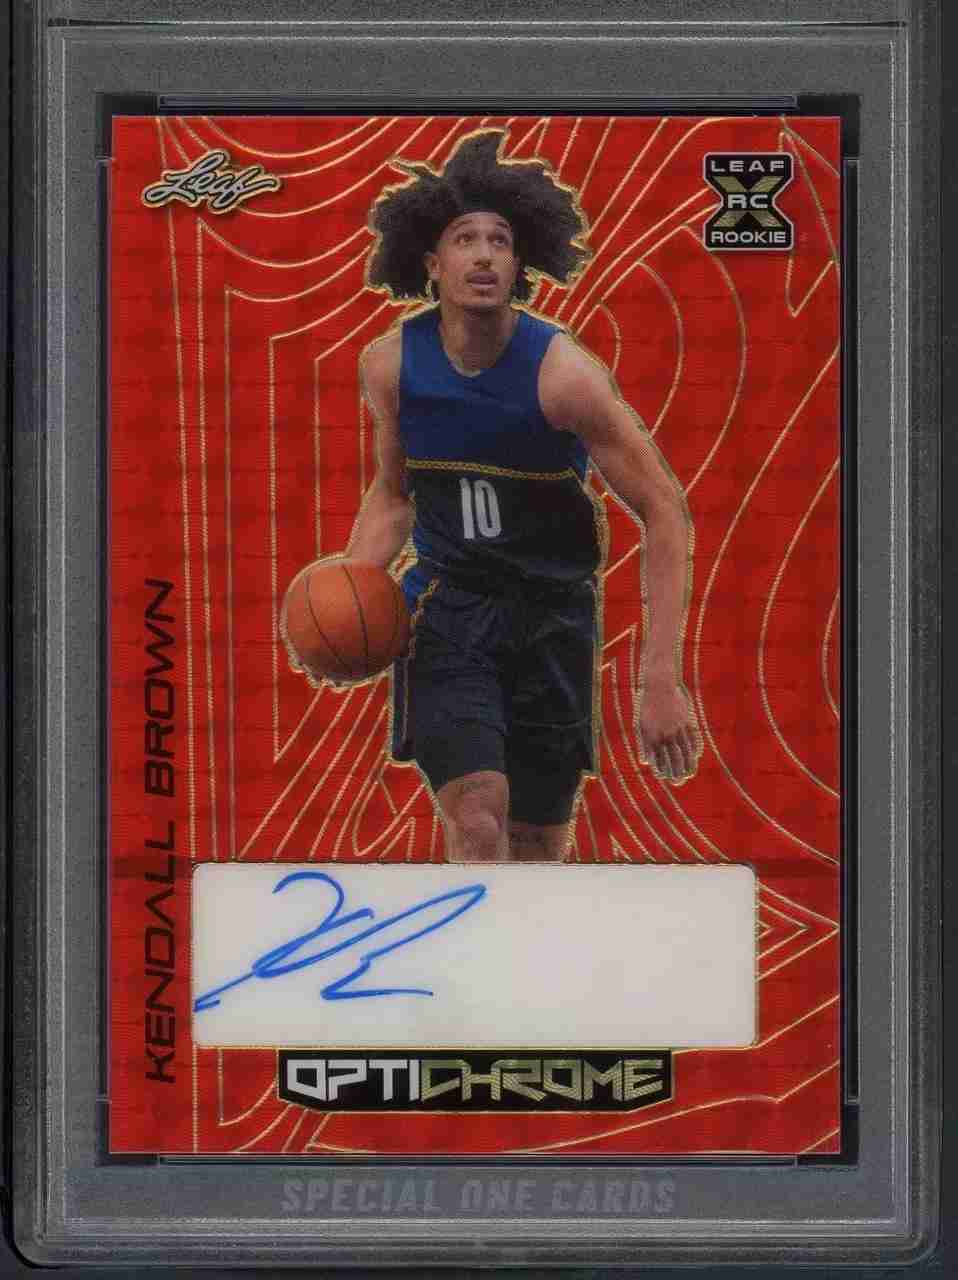 Leaf
LEAF
RC
ROOKIE
10
KENDALL BROWN
OPTICHROME
SPECIAL ONE CARDS